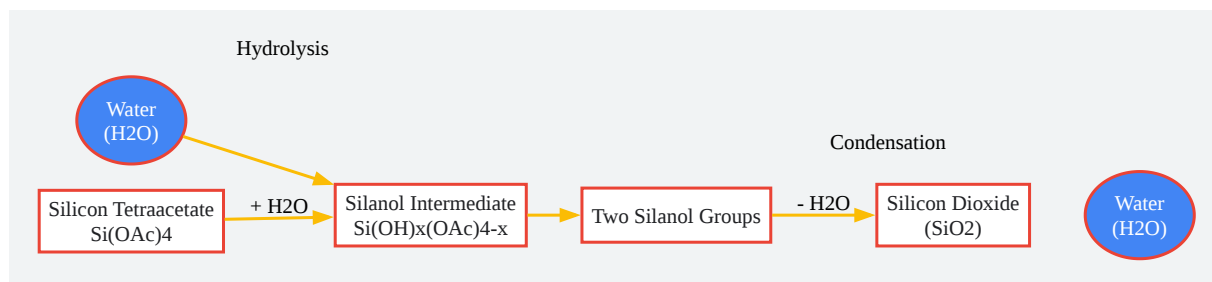 Hydrolysis
Water
(H2O)
Silicon Tetraacetate
Si(OAc)4
+ H2O
Silanol Intermediate
Si(OH)x(OAc)4-x
Two Silanol Groups
Condensation
- H2O
Silicon Dioxide
(SiO2)
Water
(H2O)